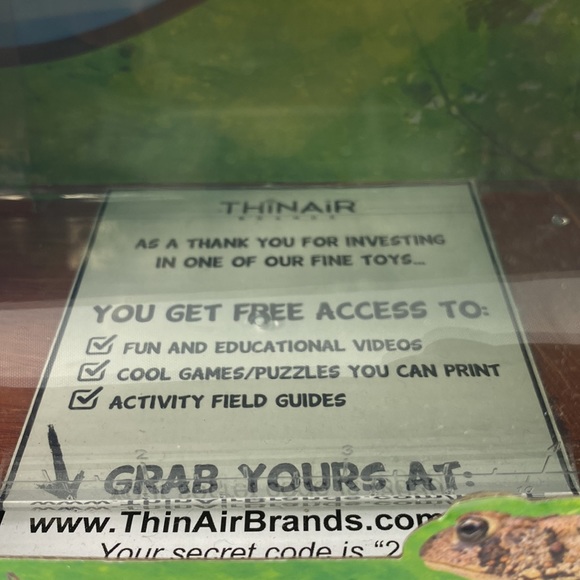 THiNAiR
BRANDS
AS A THANK YOU FOR INVESTING
IN ONE OF OUR FINE TOYS...
YOU GET FREE ACCESS TO:
FUN AND EDUCATIONAL VIDEOS
COOL GAMES/PUZZLES YOU CAN PRINT
ACTIVITY FIELD GUIDES
GRAB YOURS AT:
www.ThinAirBrands.com
Your secret code is "2